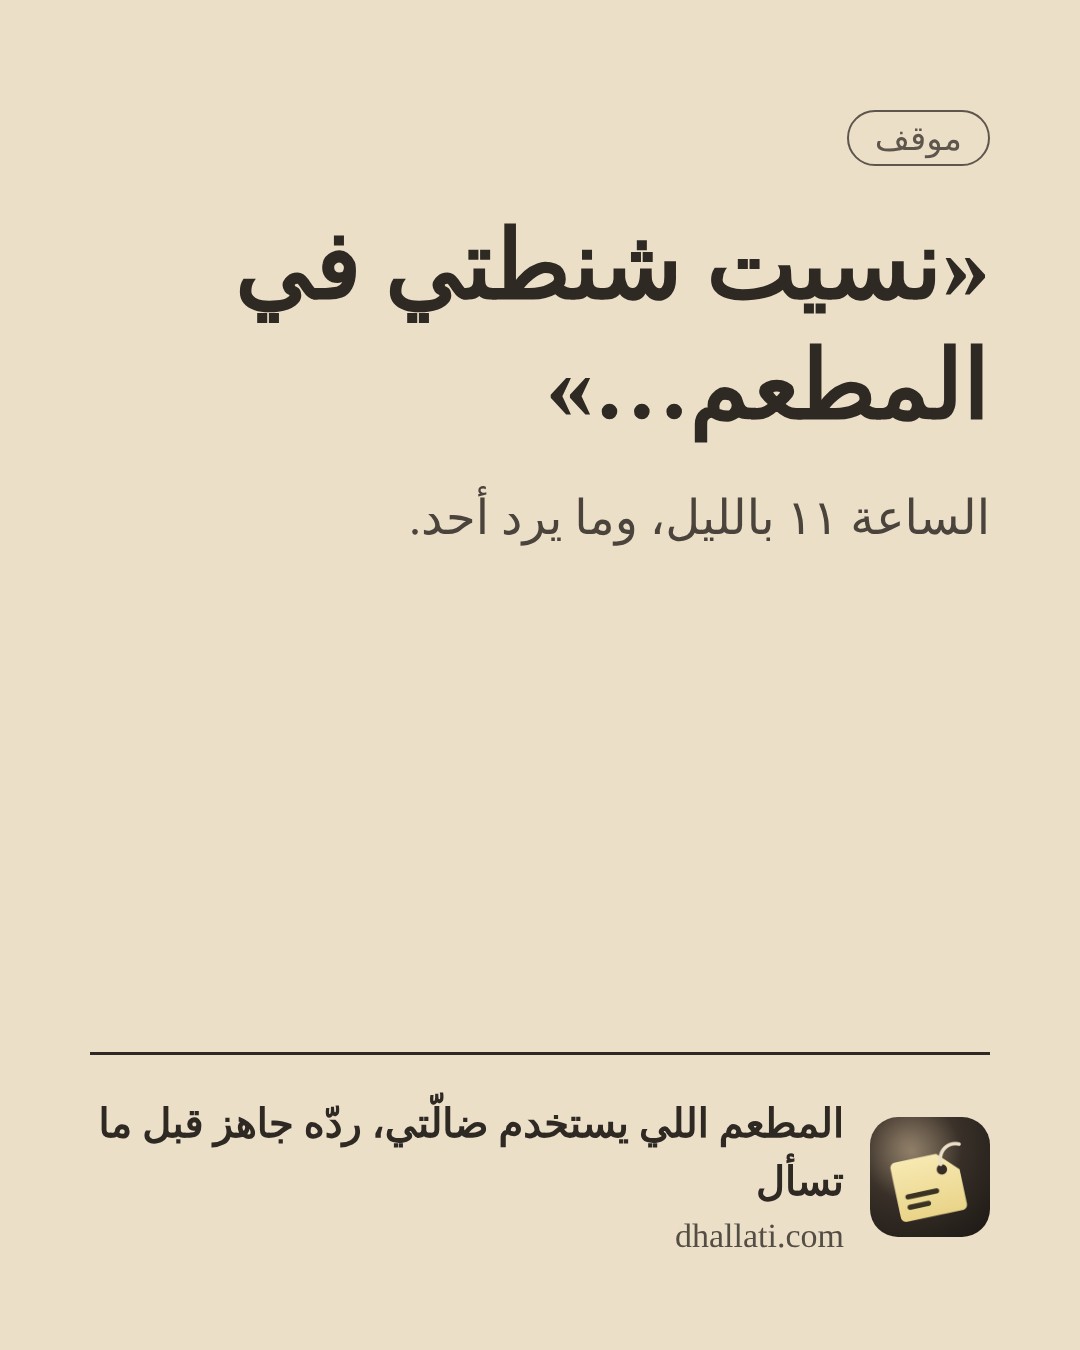 موقف
«نسيت شنطتي في
المطعم...»
الساعة ١١ بالليل، وما يرد أحد.
المطعم اللي يستخدم ضالّتي، ردّه جاهز قبل ما
تسأل
dhallati.com